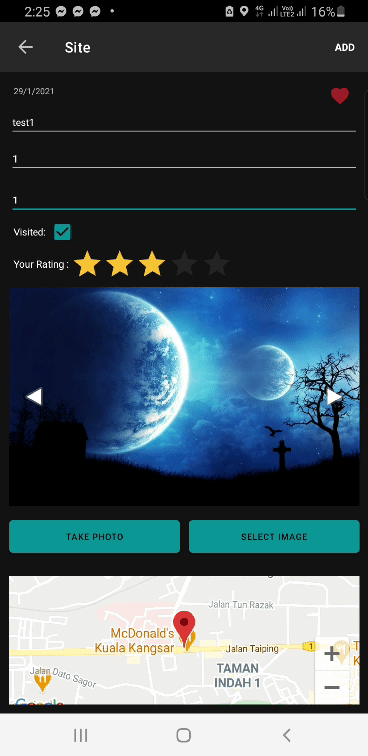 2:25
4G
Vo))
LTE2
16%
Site
ADD
29/1/2021
test1
1
1
Visited:
Your Rating :
TAKE PHOTO
SELECT IMAGE
Jalan Tun Razak
McDonald's
Kuala Kangsar
Jalan Taiping
1
TAMAN
INDAH 1
Jalan Dato Sagor
+
−
Google